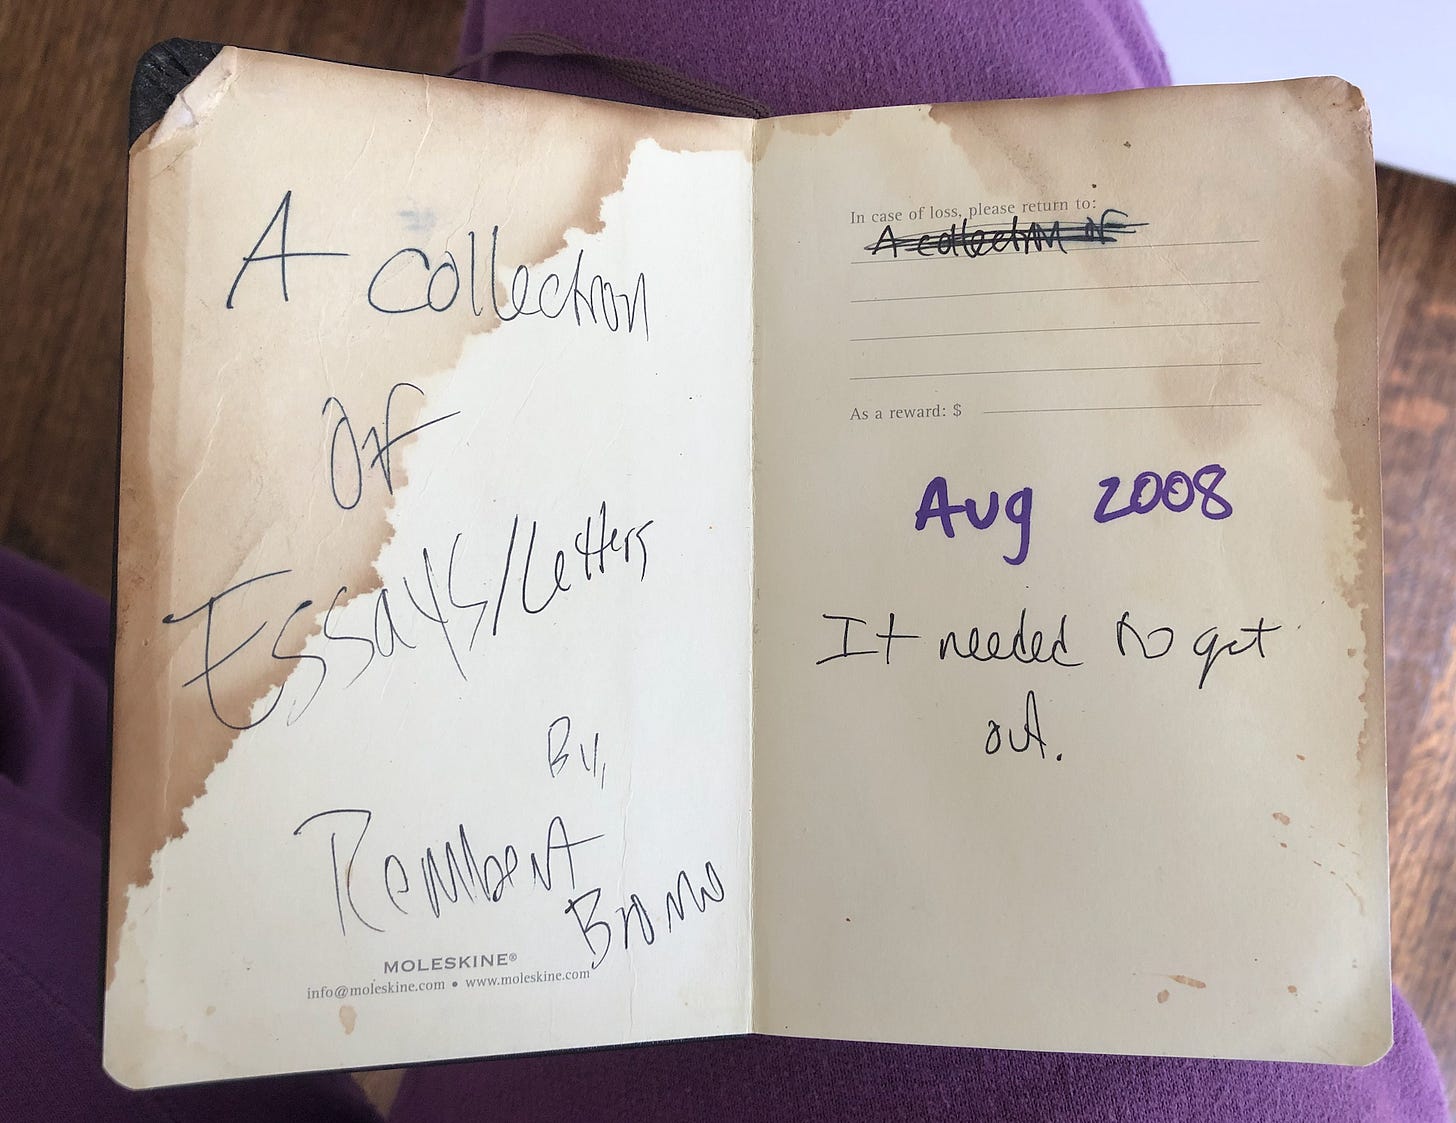 A collection
of
Essays/Letters
By,
Rembert
Browne
MOLESKINE®
info@moleskine.com • www.moleskine.com
In case of loss, please return to:
A collection of
As a reward: $
Aug 2008
It needed to get
out.